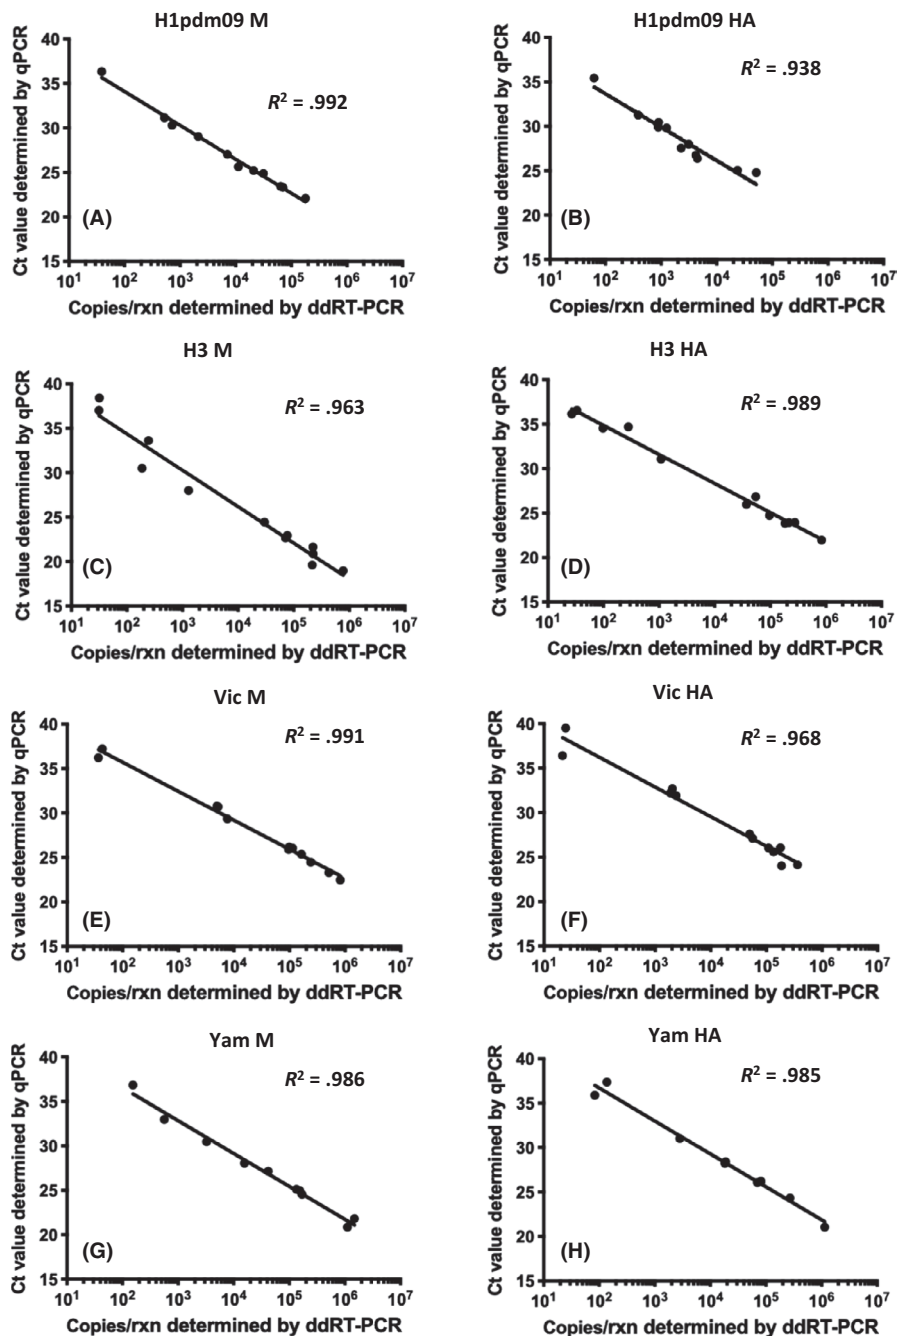 H1pdm09 M
Ct value determined by qPCR
40
35
30
25
20
15
R² = .992
(A)
10¹ 10² 10³ 10⁴ 10⁵ 10⁶ 10⁷
Copies/rxn determined by ddRT-PCR
H1pdm09 HA
Ct value determined by qPCR
40
35
30
25
20
15
R² = .938
(B)
10¹ 10² 10³ 10⁴ 10⁵ 10⁶ 10⁷
Copies/rxn determined by ddRT-PCR
H3 M
Ct value determined by qPCR
40
35
30
25
20
15
R² = .963
(C)
10¹ 10² 10³ 10⁴ 10⁵ 10⁶ 10⁷
Copies/rxn determined by ddRT-PCR
H3 HA
Ct value determined by qPCR
40
35
30
25
20
15
R² = .989
(D)
10¹ 10² 10³ 10⁴ 10⁵ 10⁶ 10⁷
Copies/rxn determined by ddRT-PCR
Vic M
Ct value determined by qPCR
40
35
30
25
20
15
R² = .991
(E)
10¹ 10² 10³ 10⁴ 10⁵ 10⁶ 10⁷
Copies/rxn determined by ddRT-PCR
Vic HA
Ct value determined by qPCR
40
35
30
25
20
15
R² = .968
(F)
10¹ 10² 10³ 10⁴ 10⁵ 10⁶ 10⁷
Copies/rxn determined by ddRT-PCR
Yam M
Ct value determined by qPCR
40
35
30
25
20
15
R² = .986
(G)
10¹ 10² 10³ 10⁴ 10⁵ 10⁶ 10⁷
Copies/rxn determined by ddRT-PCR
Yam HA
Ct value determined by qPCR
40
35
30
25
20
15
R² = .985
(H)
10¹ 10² 10³ 10⁴ 10⁵ 10⁶ 10⁷
Copies/rxn determined by ddRT-PCR